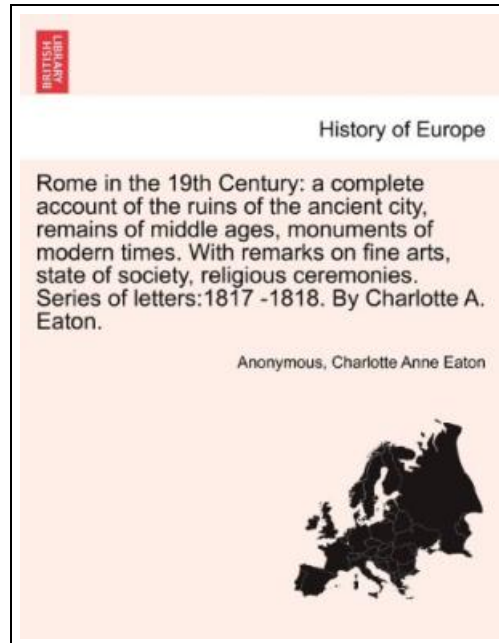 BRITISH
LIBRARY
History of Europe
Rome in the 19th Century: a complete
account of the ruins of the ancient city,
remains of middle ages, monuments of
modern times. With remarks on fine arts,
state of society, religious ceremonies.
Series of letters:1817 -1818. By Charlotte A.
Eaton.
Anonymous, Charlotte Anne Eaton